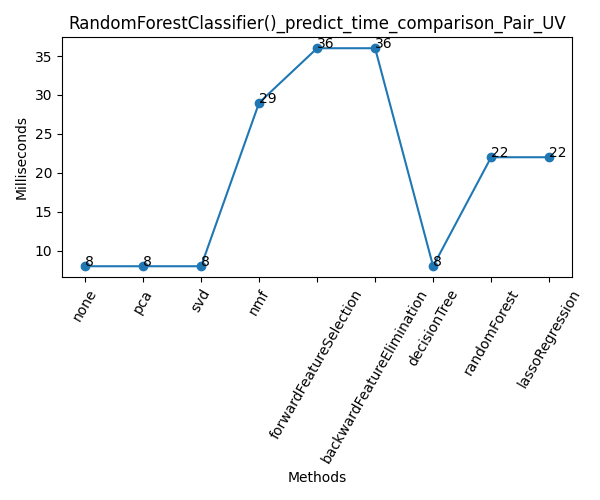 RandomForestClassifier()_predict_time_comparison_Pair_UV
Milliseconds
35
30
25
20
15
10
8
8
8
29
36
36
8
22
22
none
pca
svd
nmf
forwardFeatureSelection
backwardFeatureElimination
decisionTree
randomForest
lassoRegression
Methods